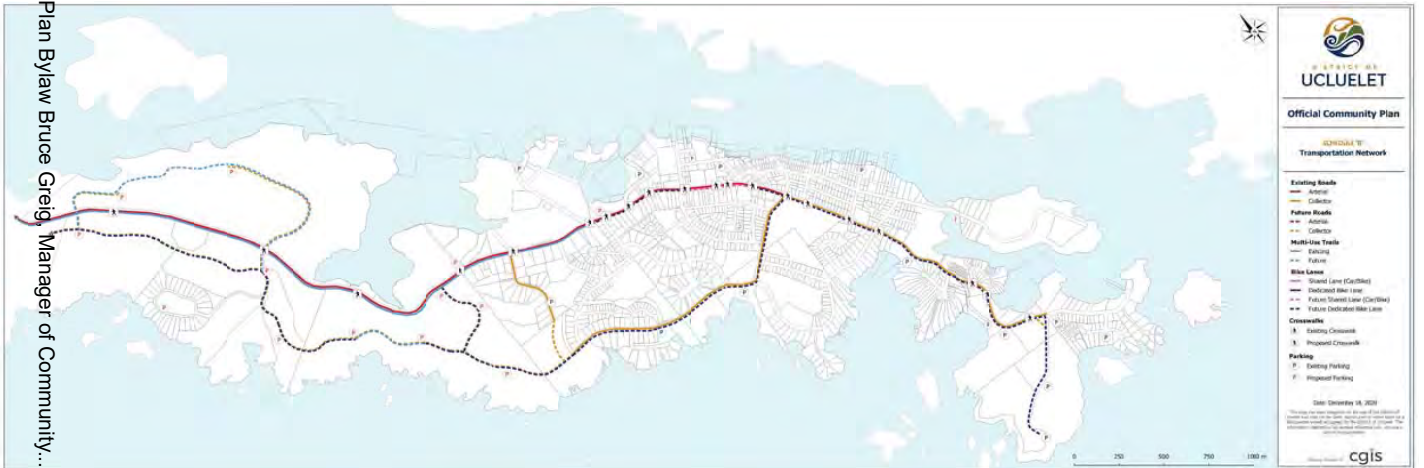 Plan Bylaw Bruce Greig, Manager of Community...
DISTRICT OF
UCLUELET
Official Community Plan
SCHEDULE "B"
Transportation Network
Existing Roads
Arterial
Collector
Future Roads
Arterial
Collector
Multi-Use Trails
Existing
Future
Bike Lanes
Shared Lane (Car/Bike)
Dedicated Bike Lane
Future Shared Lane (Car/Bike)
Future Dedicated Bike Lane
Crosswalks
Existing Crosswalk
Proposed Crosswalk
Parking
P Existing Parking
P Proposed Parking
Date: December 18, 2020
cgis
0 250 500 750 1000 m